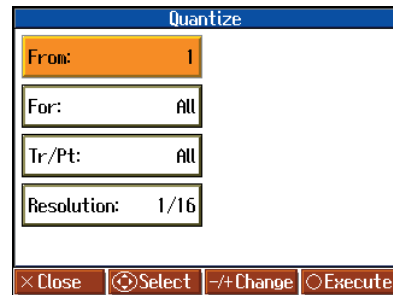 Quantize
From: 1
For: All
Tr/Pt: All
Resolution: 1/16
×Close Select -/+Change ○Execute